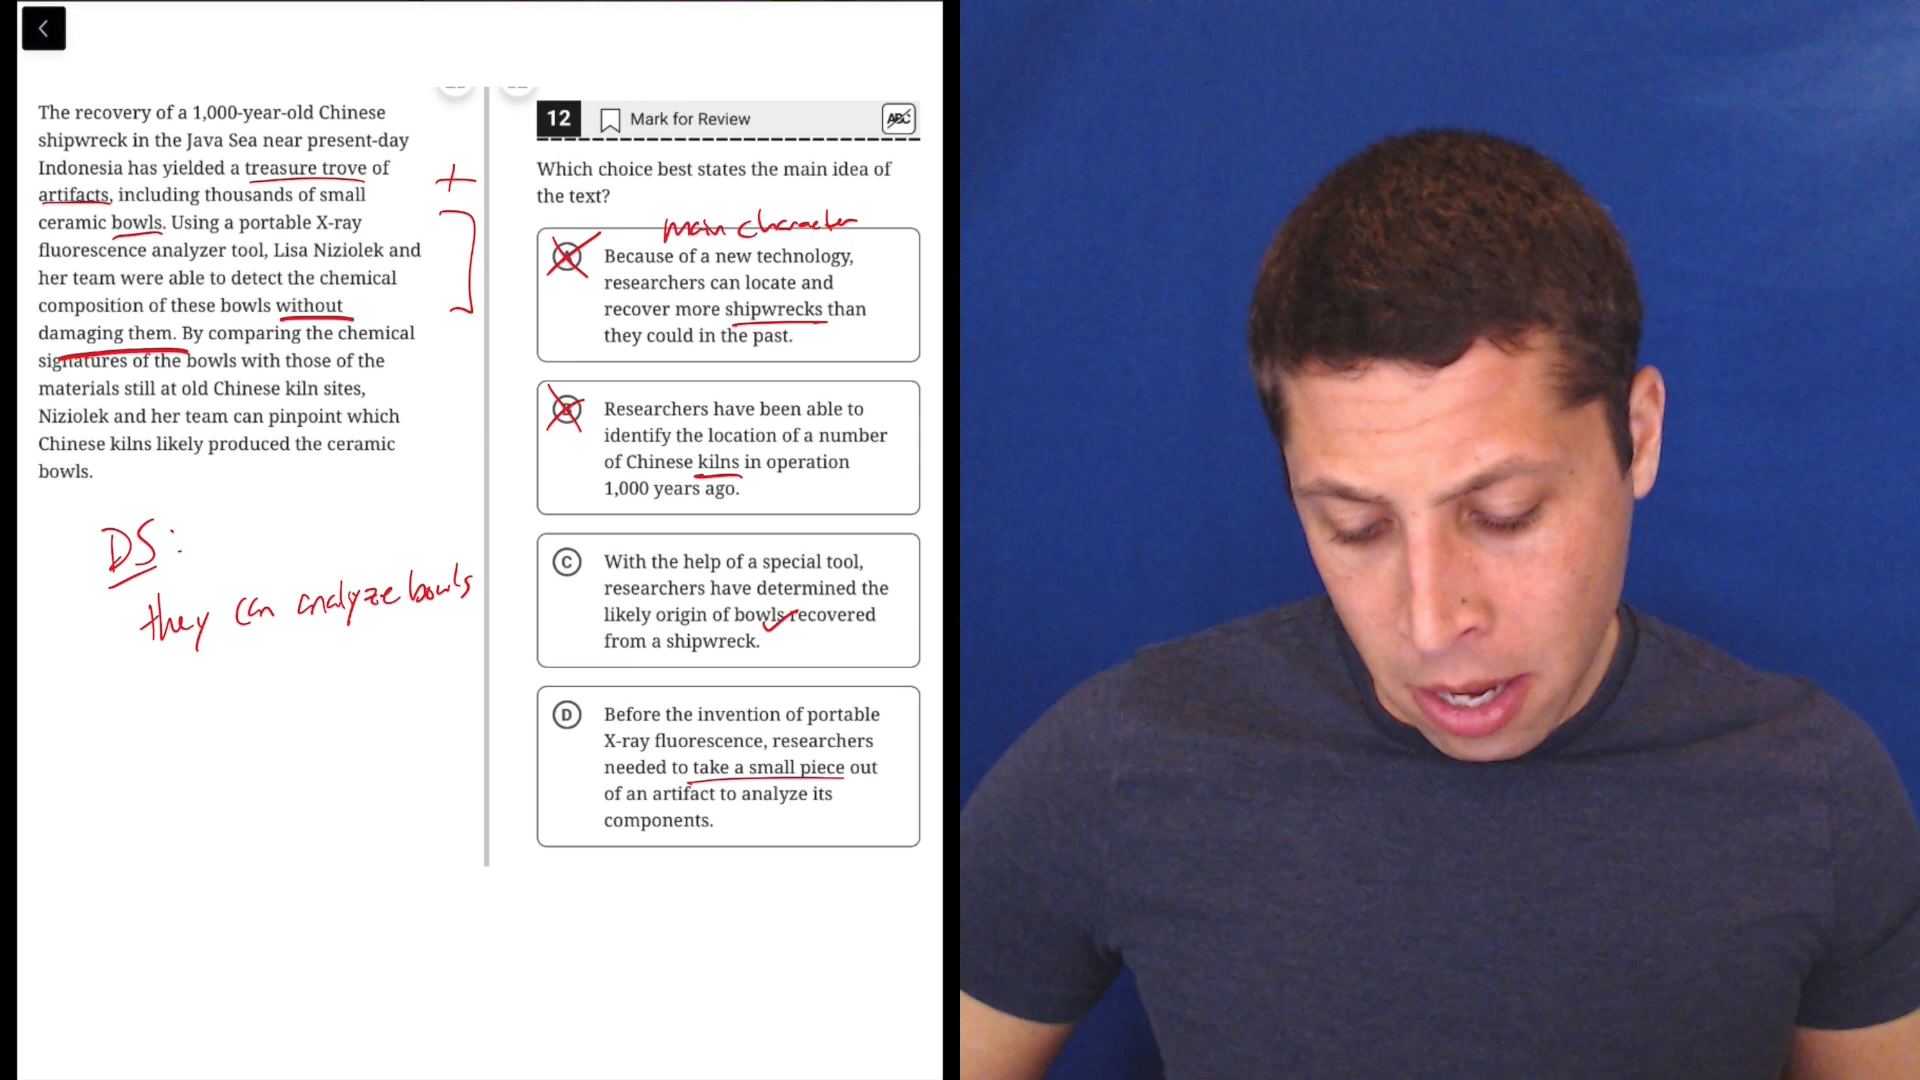 The recovery of a 1,000-year-old Chinese
shipwreck in the Java Sea near present-day
Indonesia has yielded a treasure trove of
artifacts, including thousands of small
ceramic bowls. Using a portable X-ray
fluorescence analyzer tool, Lisa Niziolek and
her team were able to detect the chemical
composition of these bowls without
damaging them. By comparing the chemical
signatures of the bowls with those of the
materials still at old Chinese kiln sites,
Niziolek and her team can pinpoint which
Chinese kilns likely produced the ceramic
bowls.
+
DS:
they can analyze bowls
12 Mark for Review ABC
Which choice best states the main idea of
the text?
main character
A Because of a new technology,
researchers can locate and
recover more shipwrecks than
they could in the past.
B Researchers have been able to
identify the location of a number
of Chinese kilns in operation
1,000 years ago.
C With the help of a special tool,
researchers have determined the
likely origin of bowls recovered
from a shipwreck.
D Before the invention of portable
X-ray fluorescence, researchers
needed to take a small piece out
of an artifact to analyze its
components.